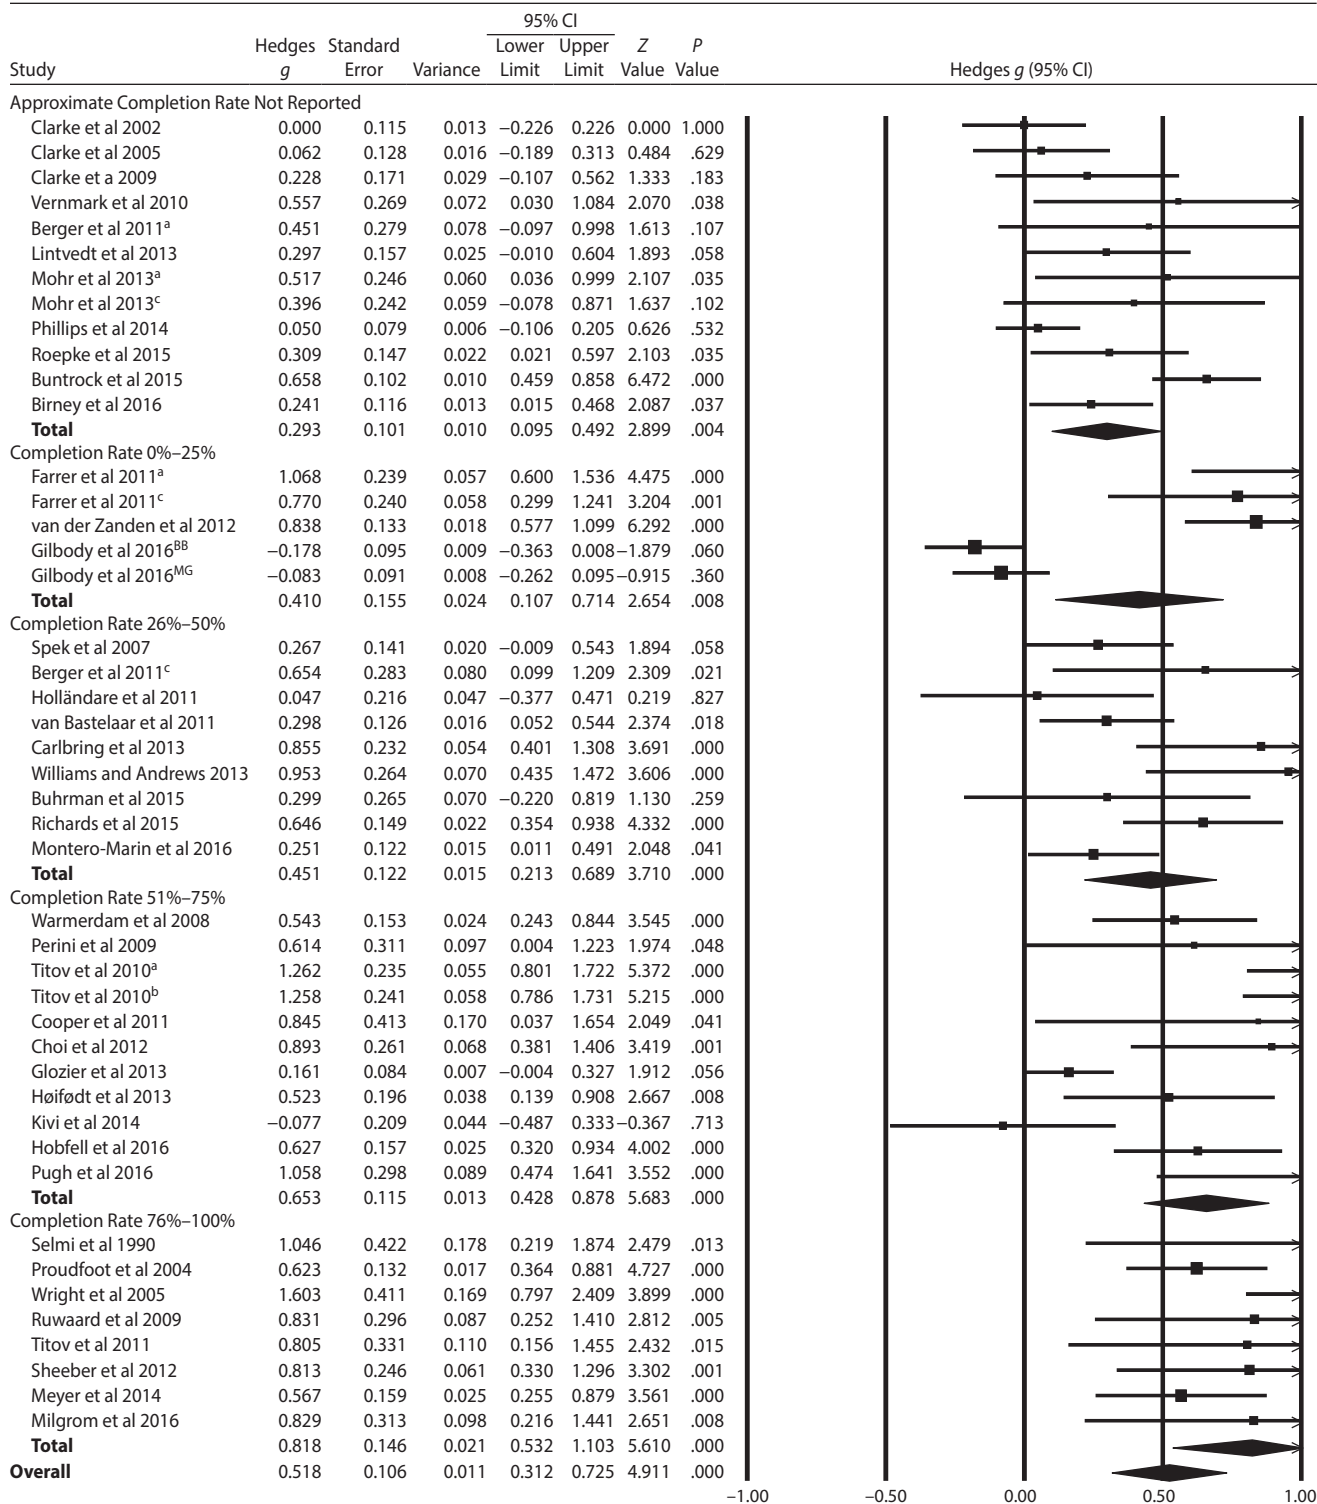 95% CI
Hedges Standard Lower Upper Z P
Study g Error Variance Limit Limit Value Value Hedges g (95% CI)
Approximate Completion Rate Not Reported
Clarke et al 2002 0.000 0.115 0.013 −0.226 0.226 0.000 1.000
Clarke et al 2005 0.062 0.128 0.016 −0.189 0.313 0.484 .629
Clarke et a 2009 0.228 0.171 0.029 −0.107 0.562 1.333 .183
Vernmark et al 2010 0.557 0.269 0.072 0.030 1.084 2.070 .038
Berger et al 2011ᵃ 0.451 0.279 0.078 −0.097 0.998 1.613 .107
Lintvedt et al 2013 0.297 0.157 0.025 −0.010 0.604 1.893 .058
Mohr et al 2013ᵃ 0.517 0.246 0.060 0.036 0.999 2.107 .035
Mohr et al 2013ᶜ 0.396 0.242 0.059 −0.078 0.871 1.637 .102
Phillips et al 2014 0.050 0.079 0.006 −0.106 0.205 0.626 .532
Roepke et al 2015 0.309 0.147 0.022 0.021 0.597 2.103 .035
Buntrock et al 2015 0.658 0.102 0.010 0.459 0.858 6.472 .000
Birney et al 2016 0.241 0.116 0.013 0.015 0.468 2.087 .037
Total 0.293 0.101 0.010 0.095 0.492 2.899 .004
Completion Rate 0%–25%
Farrer et al 2011ᵃ 1.068 0.239 0.057 0.600 1.536 4.475 .000
Farrer et al 2011ᶜ 0.770 0.240 0.058 0.299 1.241 3.204 .001
van der Zanden et al 2012 0.838 0.133 0.018 0.577 1.099 6.292 .000
Gilbody et al 2016ᴮᴮ −0.178 0.095 0.009 −0.363 0.008 −1.879 .060
Gilbody et al 2016ᴹᴳ −0.083 0.091 0.008 −0.262 0.095 −0.915 .360
Total 0.410 0.155 0.024 0.107 0.714 2.654 .008
Completion Rate 26%–50%
Spek et al 2007 0.267 0.141 0.020 −0.009 0.543 1.894 .058
Berger et al 2011ᶜ 0.654 0.283 0.080 0.099 1.209 2.309 .021
Holländare et al 2011 0.047 0.216 0.047 −0.377 0.471 0.219 .827
van Bastelaar et al 2011 0.298 0.126 0.016 0.052 0.544 2.374 .018
Carlbring et al 2013 0.855 0.232 0.054 0.401 1.308 3.691 .000
Williams and Andrews 2013 0.953 0.264 0.070 0.435 1.472 3.606 .000
Buhrman et al 2015 0.299 0.265 0.070 −0.220 0.819 1.130 .259
Richards et al 2015 0.646 0.149 0.022 0.354 0.938 4.332 .000
Montero-Marin et al 2016 0.251 0.122 0.015 0.011 0.491 2.048 .041
Total 0.451 0.122 0.015 0.213 0.689 3.710 .000
Completion Rate 51%–75%
Warmerdam et al 2008 0.543 0.153 0.024 0.243 0.844 3.545 .000
Perini et al 2009 0.614 0.311 0.097 0.004 1.223 1.974 .048
Titov et al 2010ᵃ 1.262 0.235 0.055 0.801 1.722 5.372 .000
Titov et al 2010ᵇ 1.258 0.241 0.058 0.786 1.731 5.215 .000
Cooper et al 2011 0.845 0.413 0.170 0.037 1.654 2.049 .041
Choi et al 2012 0.893 0.261 0.068 0.381 1.406 3.419 .001
Glozier et al 2013 0.161 0.084 0.007 −0.004 0.327 1.912 .056
Høifødt et al 2013 0.523 0.196 0.038 0.139 0.908 2.667 .008
Kivi et al 2014 −0.077 0.209 0.044 −0.487 0.333 −0.367 .713
Hobfell et al 2016 0.627 0.157 0.025 0.320 0.934 4.002 .000
Pugh et al 2016 1.058 0.298 0.089 0.474 1.641 3.552 .000
Total 0.653 0.115 0.013 0.428 0.878 5.683 .000
Completion Rate 76%–100%
Selmi et al 1990 1.046 0.422 0.178 0.219 1.874 2.479 .013
Proudfoot et al 2004 0.623 0.132 0.017 0.364 0.881 4.727 .000
Wright et al 2005 1.603 0.411 0.169 0.797 2.409 3.899 .000
Ruwaard et al 2009 0.831 0.296 0.087 0.252 1.410 2.812 .005
Titov et al 2011 0.805 0.331 0.110 0.156 1.455 2.432 .015
Sheeber et al 2012 0.813 0.246 0.061 0.330 1.296 3.302 .001
Meyer et al 2014 0.567 0.159 0.025 0.255 0.879 3.561 .000
Milgrom et al 2016 0.829 0.313 0.098 0.216 1.441 2.651 .008
Total 0.818 0.146 0.021 0.532 1.103 5.610 .000
Overall 0.518 0.106 0.011 0.312 0.725 4.911 .000
−1.00 −0.50 0.00 0.50 1.00